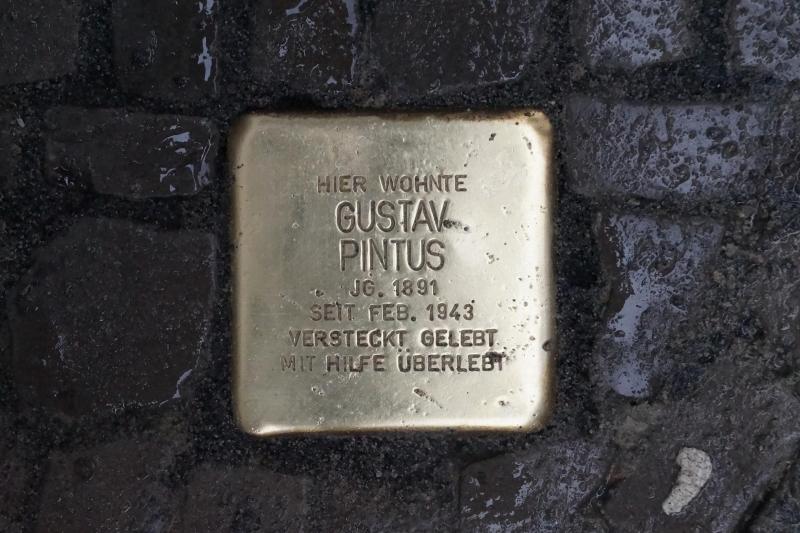 HIER WOHNTE
GUSTAV
PINTUS
JG. 1891
SEIT FEB. 1943
VERSTECKT GELEBT
MIT HILFE ÜBERLEBT